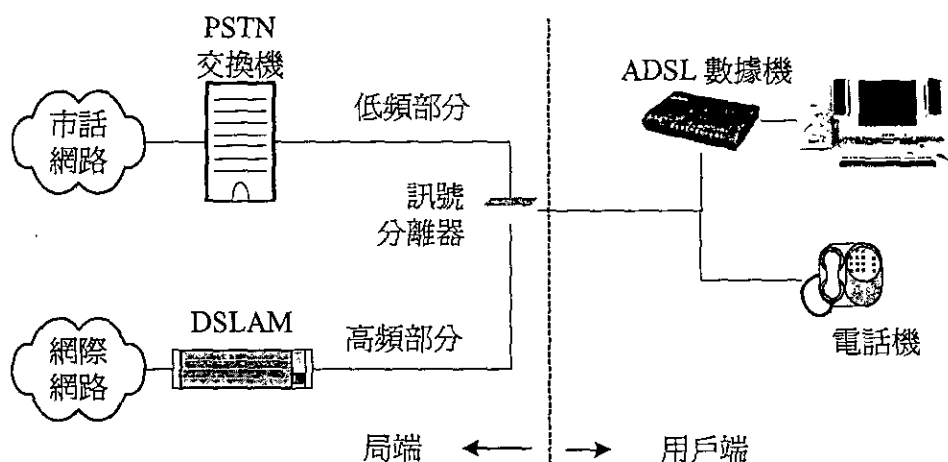 PSTN
交換機
市話
網路
低頻部分
訊號
分離器
ADSL 數據機
DSLAM
網際
網路
高頻部分
電話機
局端
用戶端